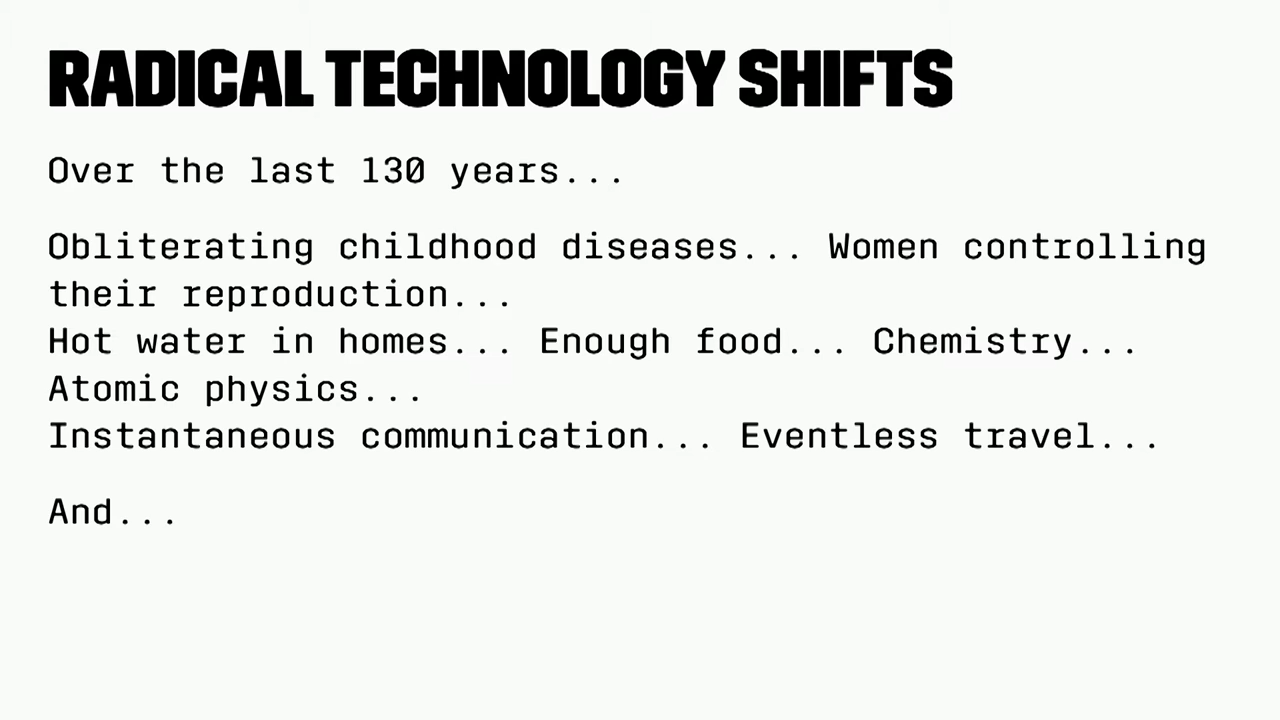 RADICAL TECHNOLOGY SHIFTS
Over the last 130 years...
Obliterating childhood diseases... Women controlling
their reproduction...
Hot water in homes... Enough food... Chemistry...
Atomic physics...
Instantaneous communication... Eventless travel...
And...